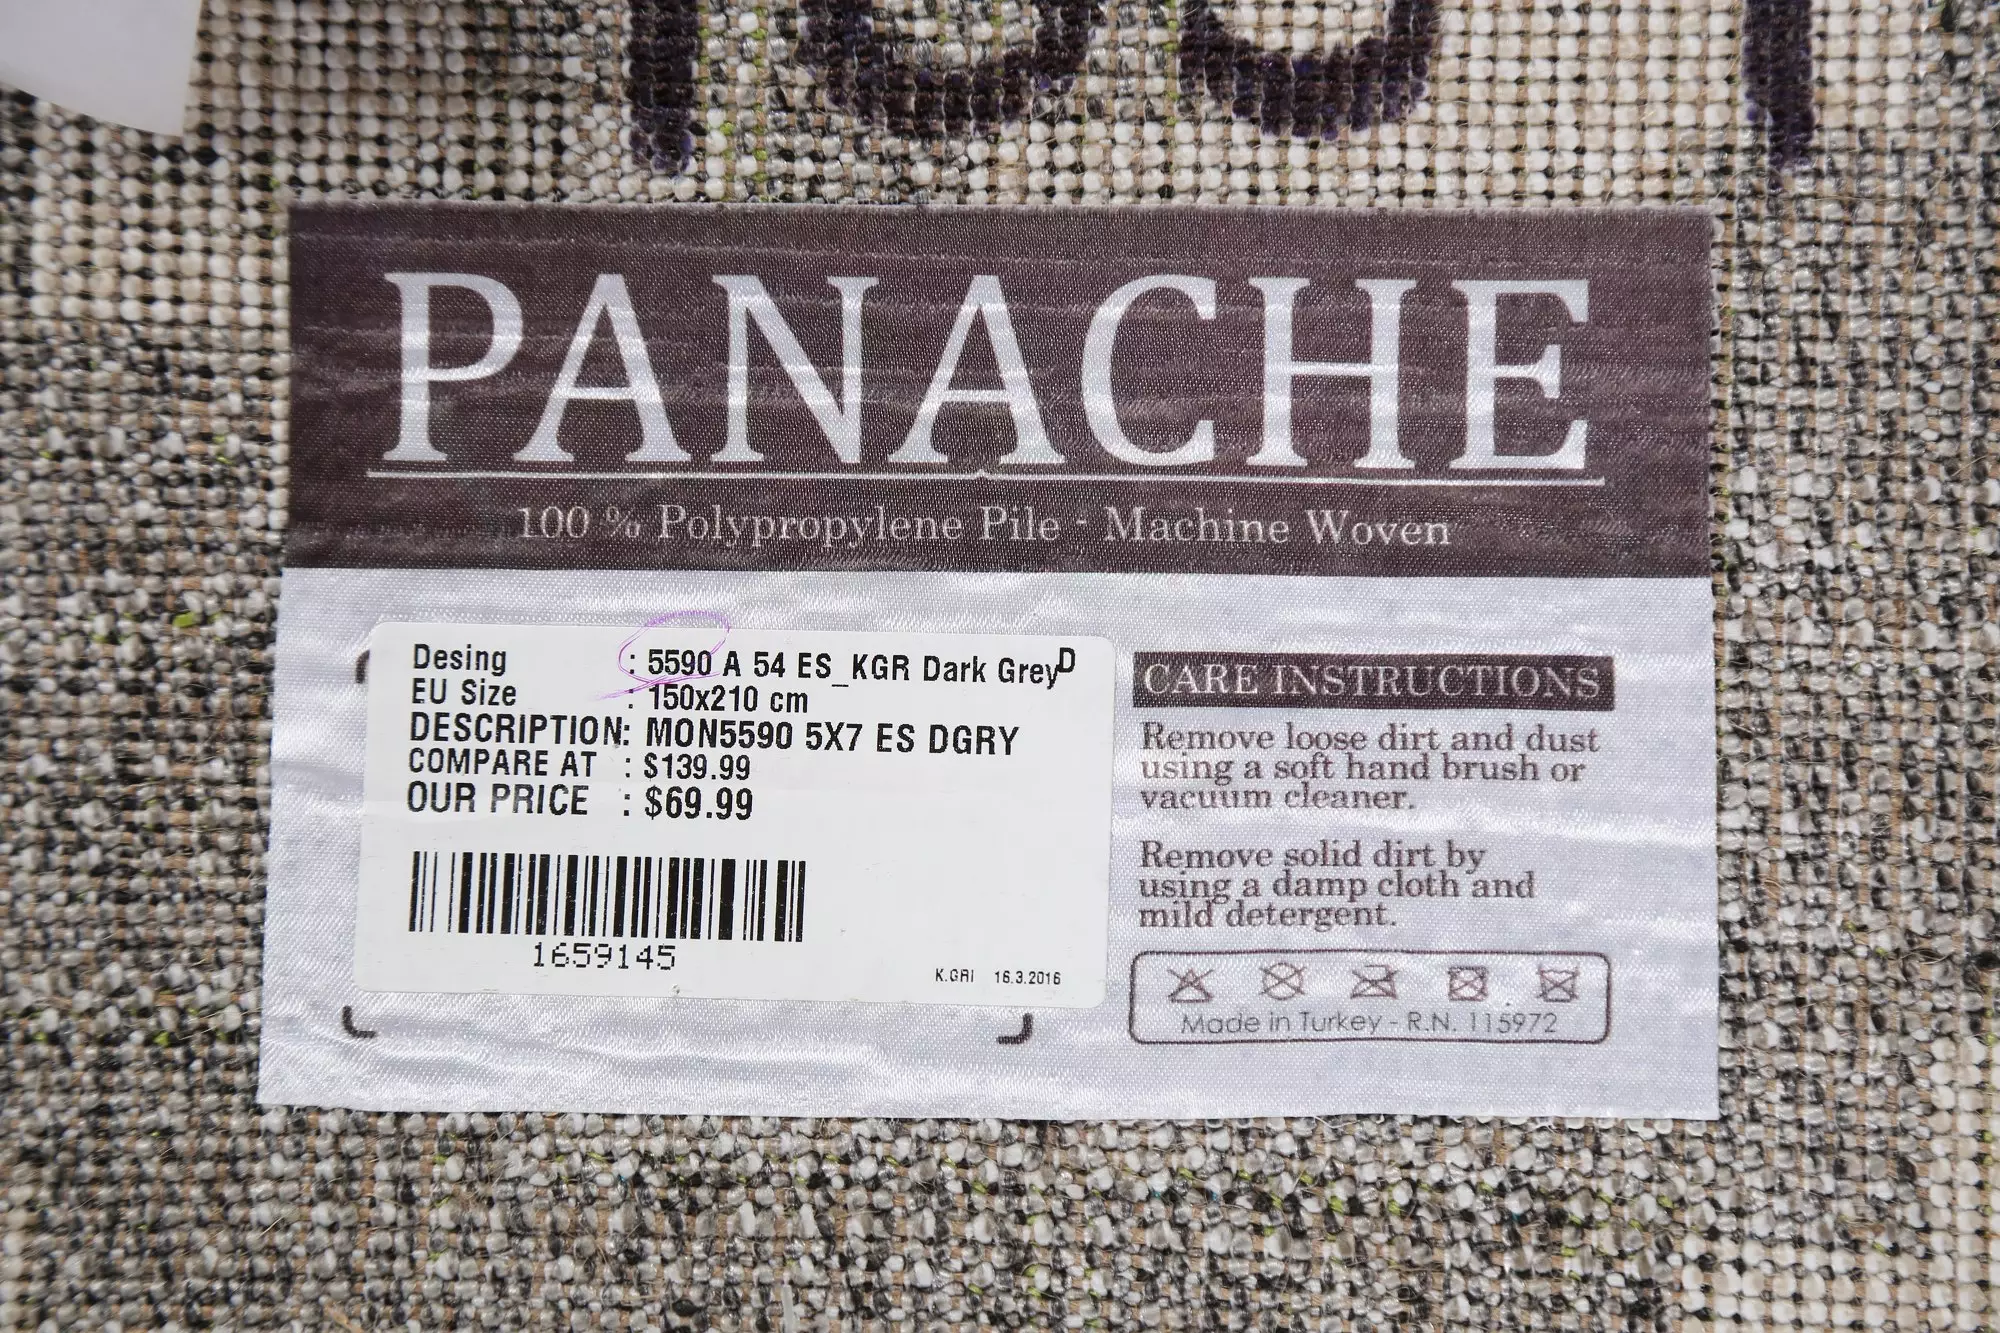 PANACHE
100 % Polypropylene Pile - Machine Woven
Desing : 5590 A 54 ES_KGR Dark Grey D
EU Size : 150x210 cm
DESCRIPTION: MON5590 5X7 ES DGRY
COMPARE AT : $139.99
OUR PRICE : $69.99
1659145
K.GRI 16.3.2016
CARE INSTRUCTIONS
Remove loose dirt and dust
using a soft hand brush or
vacuum cleaner.
Remove solid dirt by
using a damp cloth and
mild detergent.
Made in Turkey - R.N. 115972